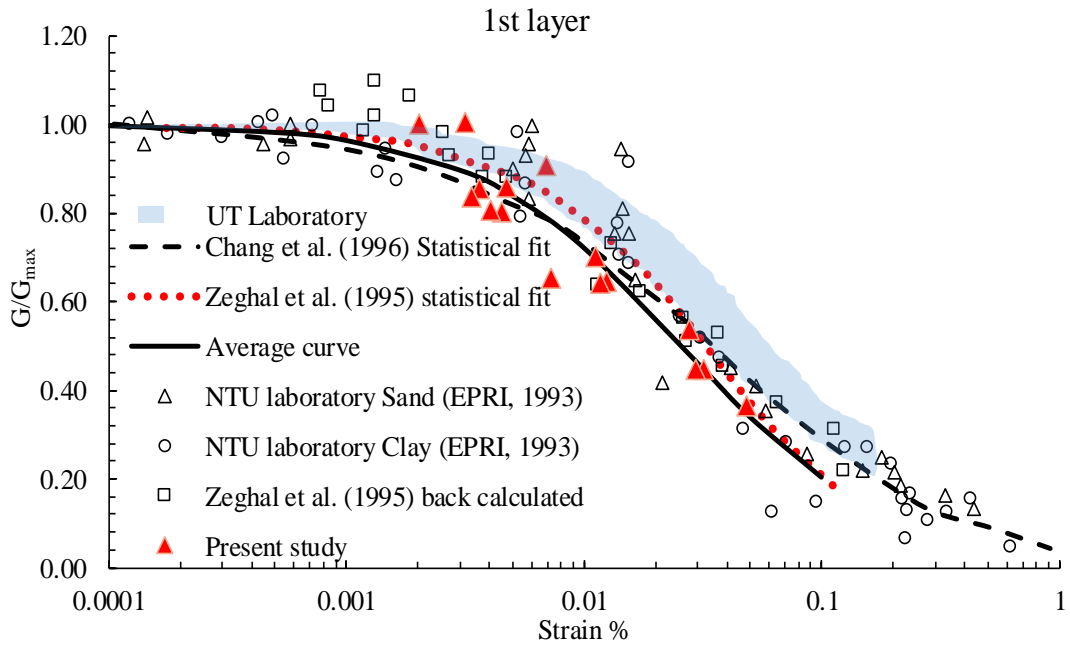 1st layer
1.20
1.00
0.80
0.60
0.40
0.20
0.00
G/Gmax
UT Laboratory
Chang et al. (1996) Statistical fit
Zeghal et al. (1995) statistical fit
Average curve
NTU laboratory Sand (EPRI, 1993)
NTU laboratory Clay (EPRI, 1993)
Zeghal et al. (1995) back calculated
Present study
0.0001 0.001 0.01 0.1 1
Strain %